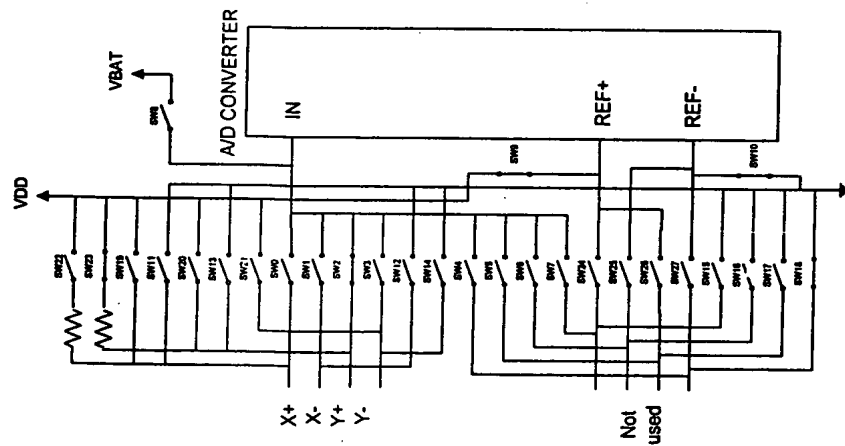 VBAT
SW8
A/D CONVERTER
IN
REF+
REF-
SW9
SW10
VDD
SW22
SW23
SW19
SW11
SW20
SW13
SW21
SW0
SW1
SW2
SW3
SW12
SW14
SW4
SW5
SW6
SW7
SW24
SW25
SW26
SW27
SW15
SW16
SW17
SW18
X+
X-
Y+
Y-
Not
used